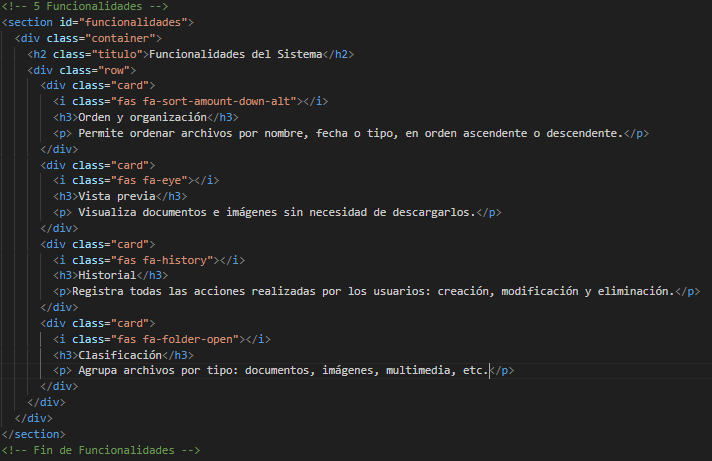 <!-- 5 Funcionalidades -->
<section id="funcionalidades">
  <div class="container">
    <h2 class="titulo">Funcionalidades del Sistema</h2>
    <div class="row">
      <div class="card">
        <i class="fas fa-sort-amount-down-alt"></i>
        <h3>Orden y organización</h3>
        <p> Permite ordenar archivos por nombre, fecha o tipo, en orden ascendente o descendente.</p>
      </div>
      <div class="card">
        <i class="fas fa-eye"></i>
        <h3>Vista previa</h3>
        <p> Visualiza documentos e imágenes sin necesidad de descargarlos.</p>
      </div>
      <div class="card">
        <i class="fas fa-history"></i>
        <h3>Historial</h3>
        <p>Registra todas las acciones realizadas por los usuarios: creación, modificación y eliminación.</p>
      </div>
      <div class="card">
        <i class="fas fa-folder-open"></i>
        <h3>Clasificación</h3>
        <p> Agrupa archivos por tipo: documentos, imágenes, multimedia, etc.</p>
      </div>
    </div>
  </div>
</section>
<!-- Fin de Funcionalidades -->